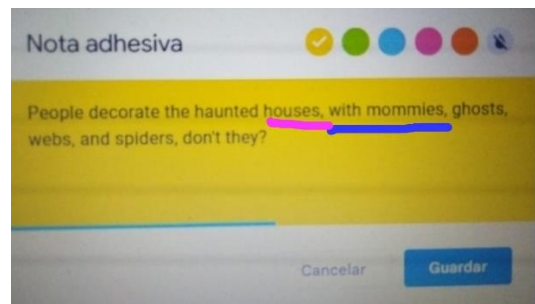 Nota adhesiva
People decorate the haunted houses, with mommies, ghosts,
webs, and spiders, don't they?
Cancelar
Guardar